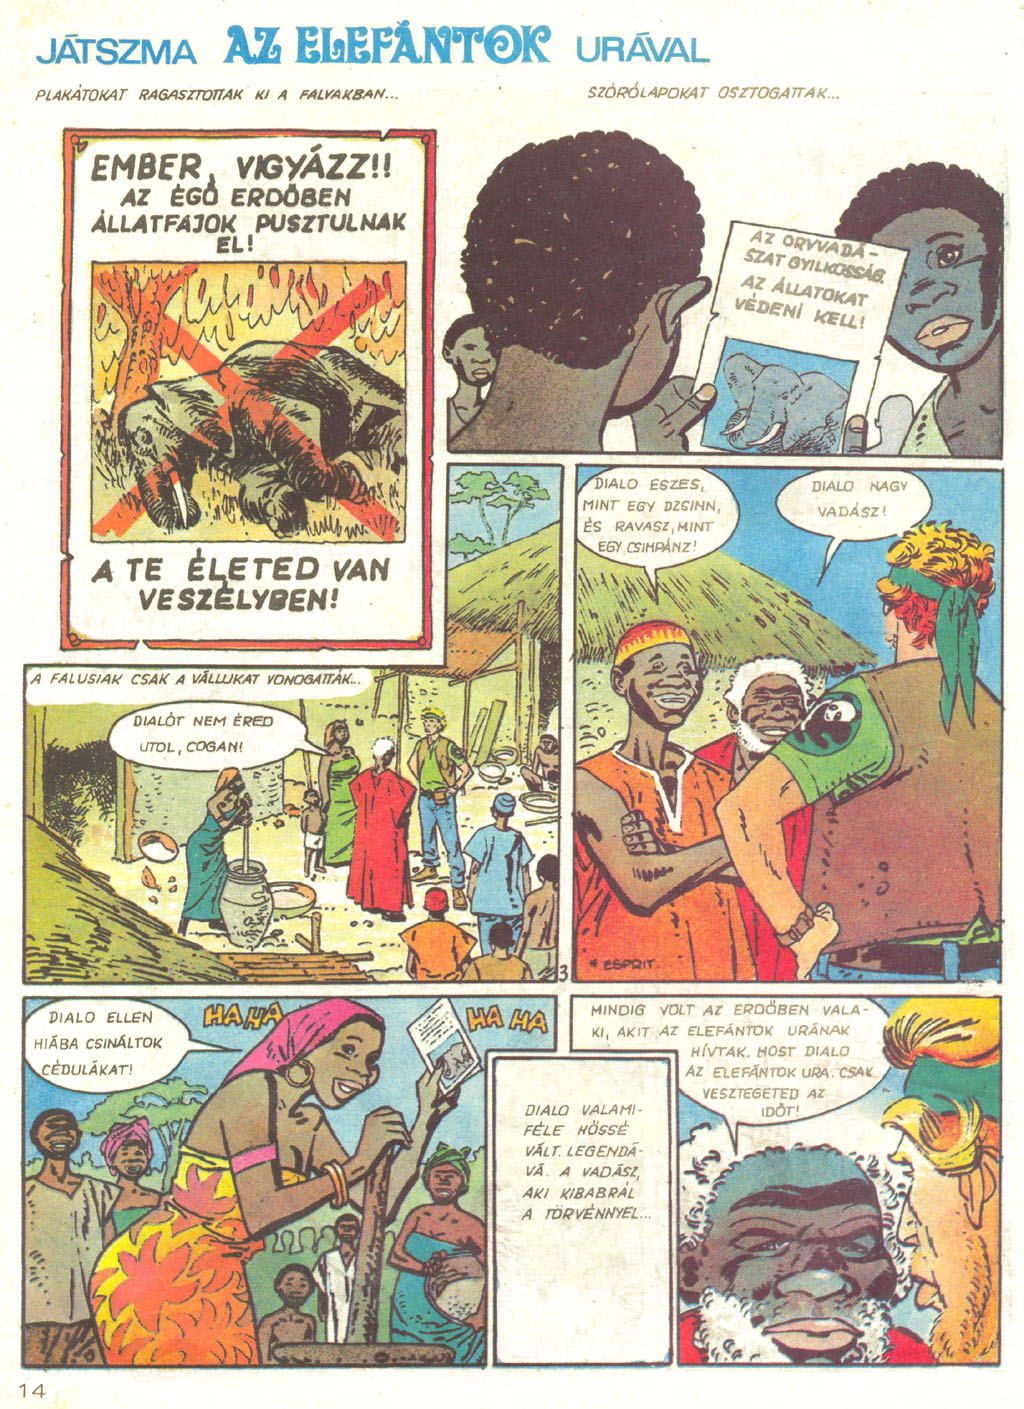 JÁTSZMA AZ ELEFÁNTOK URÁVAL
PLAKÁTOKAT RAGASZTOTTAK KI A FALVAKBAN...
SZÓRÓLAPOKAT OSZTOGATTAK...
EMBER, VIGYÁZZ!!
AZ ÉGŐ ERDŐBEN
ÁLLATFAJOK PUSZTULNAK
EL!
A TE ÉLETED VAN
VESZÉLYBEN!
AZ ORVVADÁ-
SZAT GYILKOSSÁG.
AZ ÁLLATOKAT
VÉDENI KELL!
A FALUSIAK CSAK A VÁLLUKAT VONOGATTÁK...
DIALÓT NEM ÉRED
UTOL, COGAN!
DIALO ESZES,
MINT EGY DZSINN,
ÉS RAVASZ, MINT
EGY CSIMPÁNZ!
DIALO NAGY
VADÁSZ!
3
* ESPRIT.
DIALO ELLEN
HIÁBA CSINÁLTOK
CÉDULÁKAT!
HA HA
HA HA
DIALO VALAMI-
FÉLE HŐSSÉ
VÁLT. LEGENDÁ-
VÁ. A VADÁSZ,
AKI KIBABRÁL
A TÖRVÉNNYEL...
MINDIG VOLT AZ ERDŐBEN VALA-
KI, AKIT AZ ELEFÁNTOK URÁNAK
HÍVTAK. MOST DIALO
AZ ELEFÁNTOK URA. CSAK
VESZTEGETED AZ
IDŐT!
14